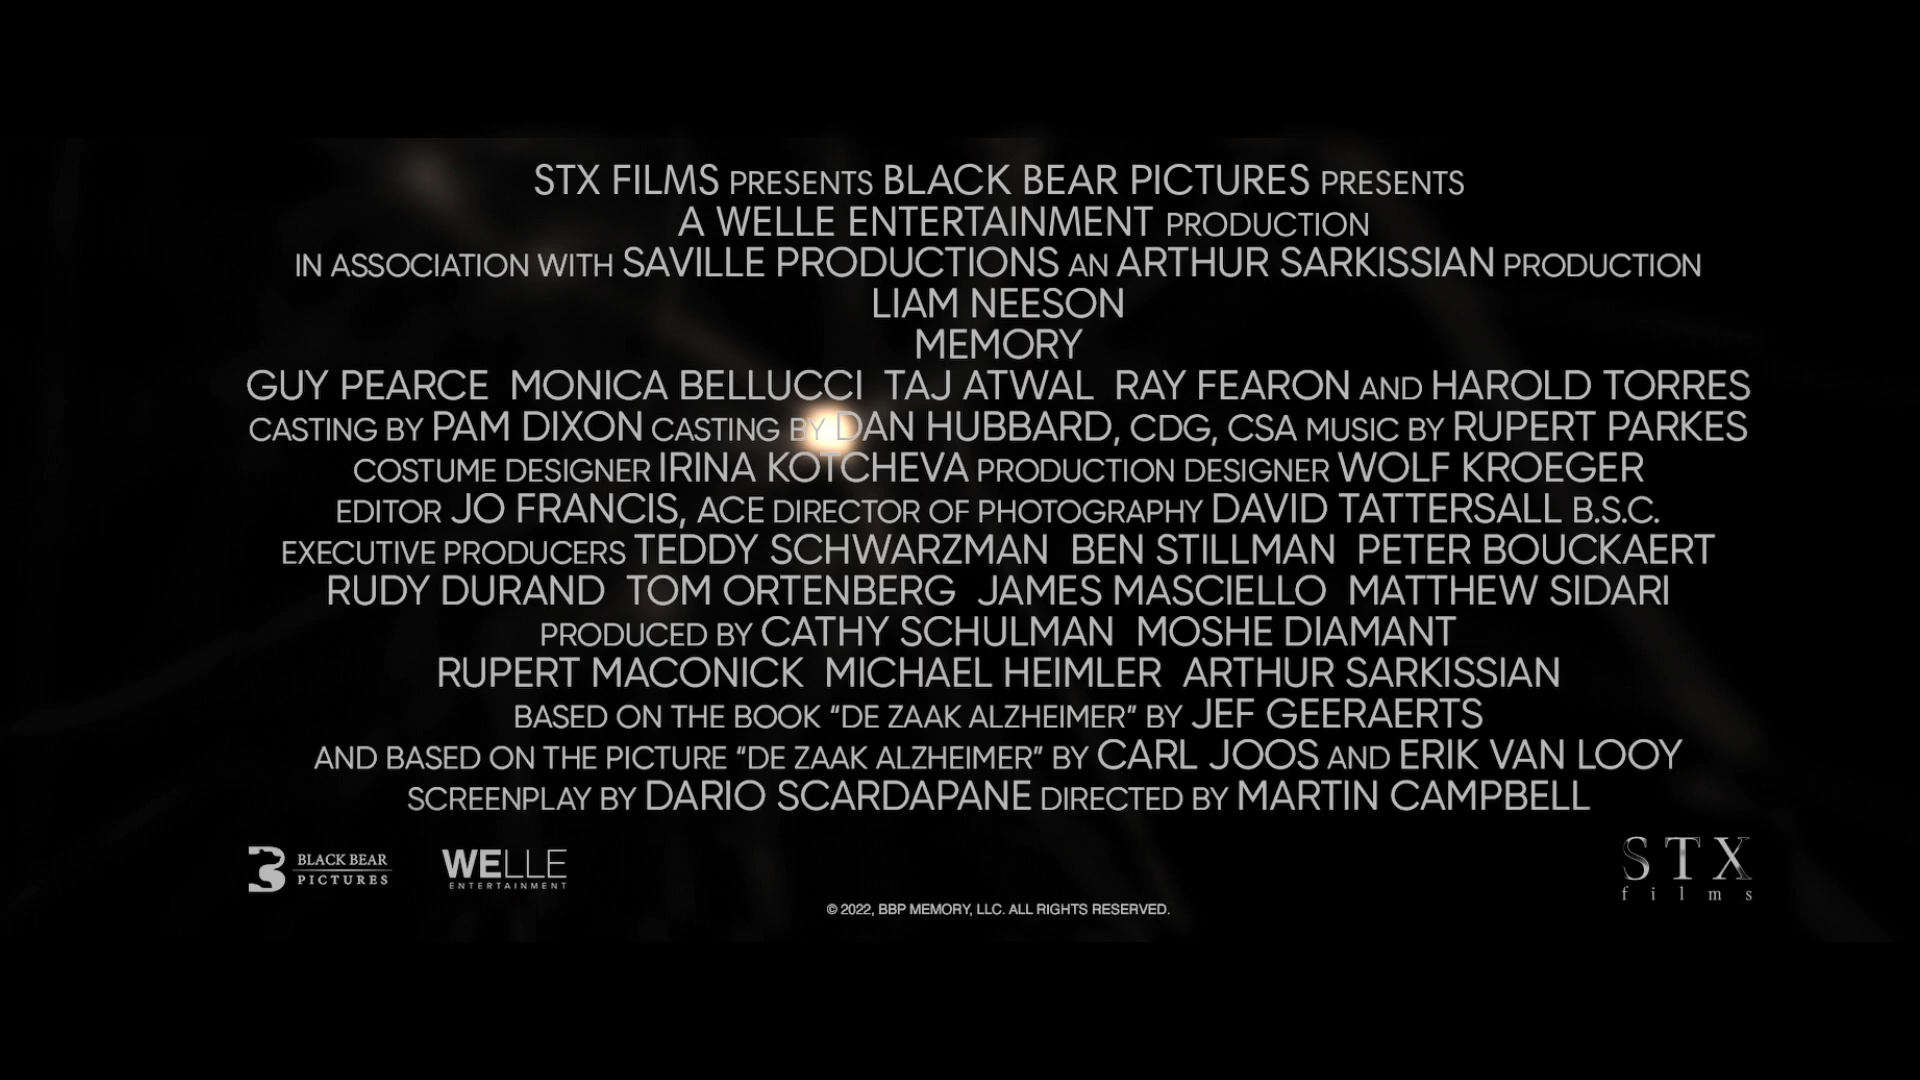 STX FILMS PRESENTS BLACK BEAR PICTURES PRESENTS
A WELLE ENTERTAINMENT PRODUCTION
IN ASSOCIATION WITH SAVILLE PRODUCTIONS AN ARTHUR SARKISSIAN PRODUCTION
LIAM NEESON
MEMORY
GUY PEARCE MONICA BELLUCCI TAJ ATWAL RAY FEARON AND HAROLD TORRES
CASTING BY PAM DIXON CASTING BY DAN HUBBARD, CDG, CSA MUSIC BY RUPERT PARKES
COSTUME DESIGNER IRINA KOTCHEVA PRODUCTION DESIGNER WOLF KROEGER
EDITOR JO FRANCIS, ACE DIRECTOR OF PHOTOGRAPHY DAVID TATTERSALL B.S.C.
EXECUTIVE PRODUCERS TEDDY SCHWARZMAN BEN STILLMAN PETER BOUCKAERT
RUDY DURAND TOM ORTENBERG JAMES MASCIELLO MATTHEW SIDARI
PRODUCED BY CATHY SCHULMAN MOSHE DIAMANT
RUPERT MACONICK MICHAEL HEIMLER ARTHUR SARKISSIAN
BASED ON THE BOOK “DE ZAAK ALZHEIMER” BY JEF GEERAERTS
AND BASED ON THE PICTURE “DE ZAAK ALZHEIMER” BY CARL JOOS AND ERIK VAN LOOY
SCREENPLAY BY DARIO SCARDAPANE DIRECTED BY MARTIN CAMPBELL
BLACK BEAR
PICTURES
WELLE
ENTERTAINMENT
STX
films
© 2022, BBP MEMORY, LLC. ALL RIGHTS RESERVED.